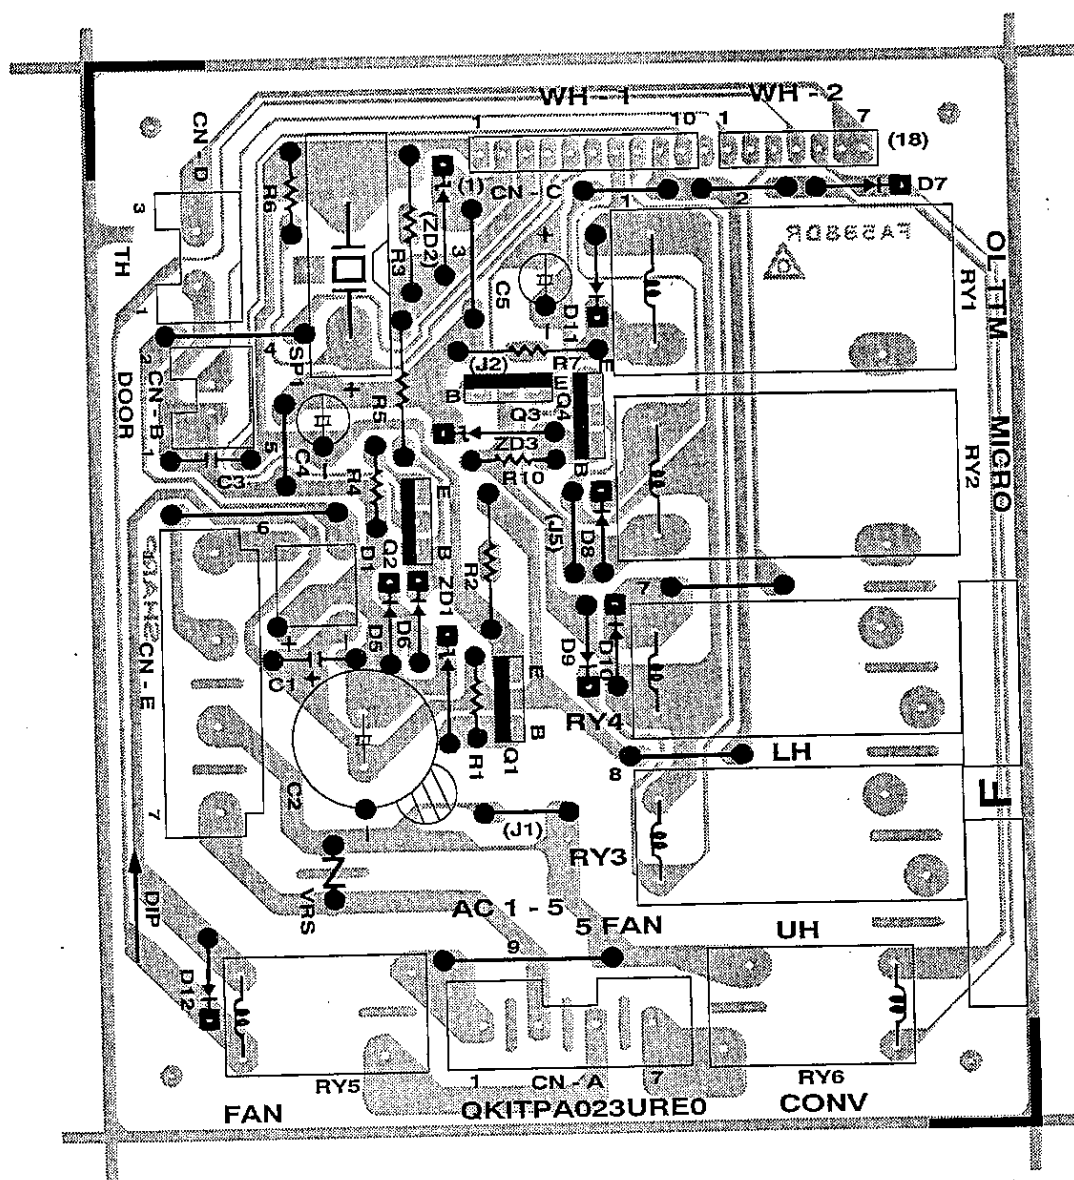 WH - 1
WH - 2
1
10
1
7
(18)
CN - D
3
TH
1
R6
R3
(ZD2)
(1)
3
CN - C
1
2
D7
FA598DR
OL TTM
RY1
C5
D11
4
SP1
2
CN - B
DOOR
1
C3
5
C4
R5
(J2)
R7
E
E
B
Q3
Q4
ZD3
R10
B
MICRO
RY2
R4
E
Q2
B
R2
(J5)
D8
6
D1
ZD1
7
SH4IQ
CN - E
D5
D6
D9
D10
C1
E
B
Q1
R1
RY4
LH
8
C2
7
(J1)
RY3
F
VRS
AC 1 - 5
5 FAN
UH
DIP
9
D12
RY5
1
CN - A
7
RY6
FAN
QKITPA023URE0
CONV